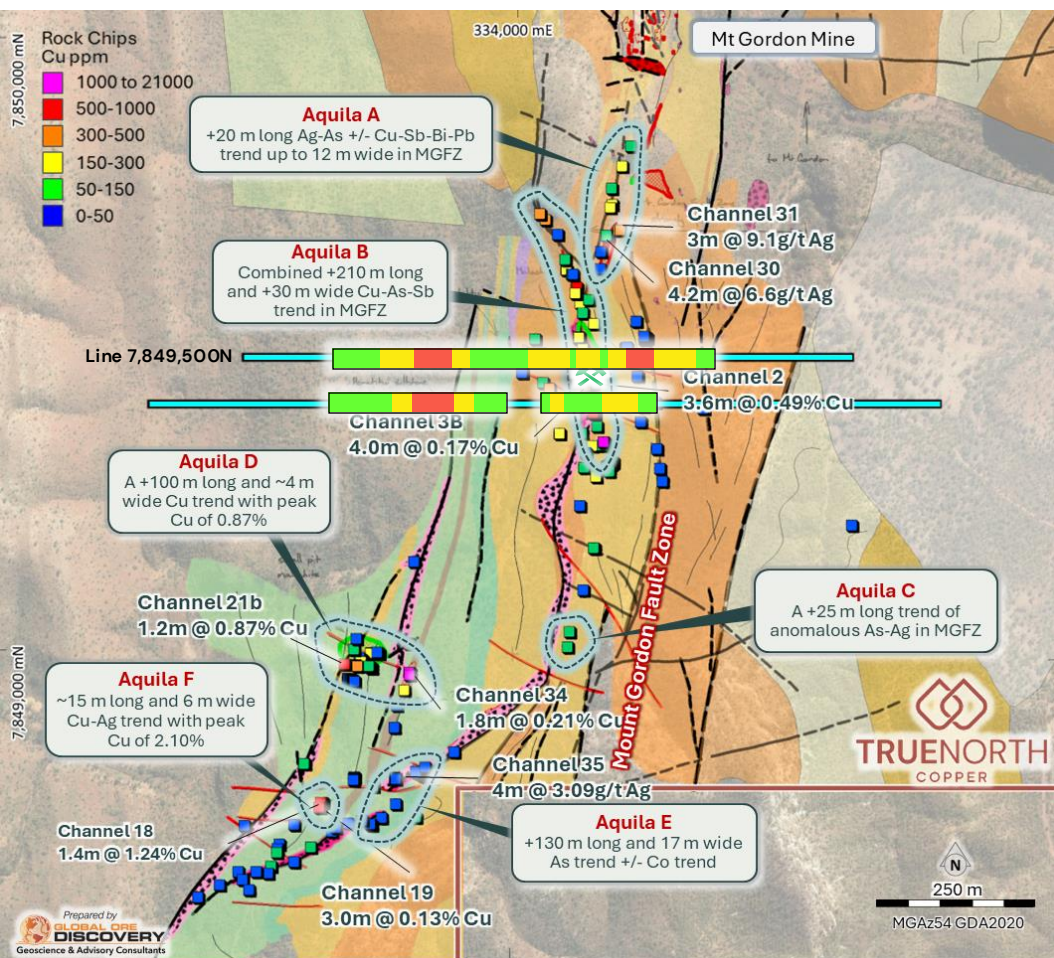 Rock Chips
Cu ppm
1000 to 21000
500-1000
300-500
150-300
50-150
0-50
7,850,000 mN
334,000 mE
Mt Gordon Mine
Aquila A
+20 m long Ag-As +/- Cu-Sb-Bi-Pb
trend up to 12 m wide in MGFZ
to Mt Gordon
Channel 31
3m @ 9.1g/t Ag
Channel 30
4.2m @ 6.6g/t Ag
Aquila B
Combined +210 m long
and +30 m wide Cu-As-Sb
trend in MGFZ
Line 7,849,500N
Channel 2
3.6m @ 0.49% Cu
Channel 3B
4.0m @ 0.17% Cu
Aquila D
A +100 m long and ~4 m
wide Cu trend with peak
Cu of 0.87%
small pit
Mount Gordon Fault Zone
Aquila C
A +25 m long trend of
anomalous As-Ag in MGFZ
Channel 21b
1.2m @ 0.87% Cu
7,849,000 mN
Aquila F
~15 m long and 6 m wide
Cu-Ag trend with peak
Cu of 2.10%
Channel 34
1.8m @ 0.21% Cu
TRUENORTH
COPPER
Channel 35
4m @ 3.09g/t Ag
Aquila E
+130 m long and 17 m wide
As trend +/- Co trend
Channel 18
1.4m @ 1.24% Cu
Channel 19
3.0m @ 0.13% Cu
N
250 m
MGAz54 GDA2020
Prepared by
GLOBAL ORE
DISCOVERY
Geoscience & Advisory Consultants